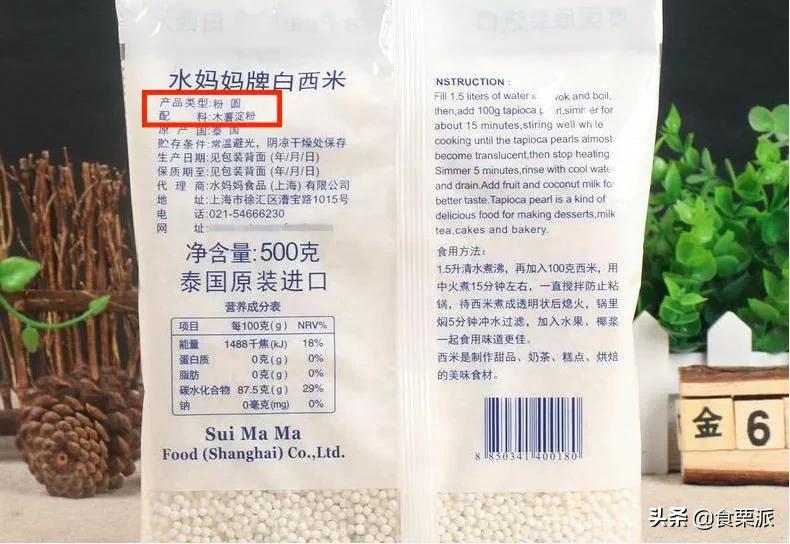 水妈妈牌白西米
产品类型:粉 圆
配 料:木薯淀粉
原 产 国:泰 国
贮存条件:常温避光，阴凉干燥处保存
生产日期:见包装背面 (年/月/日)
保质期至:见包装背面 (年/月/日)
代 理 商:水妈妈食品(上海)有限公司
地 址:上海市徐汇区漕宝路1015号
电 话:021-54666230
网 址:
净含量:500克
泰国原装进口
营养成分表
项目 每100克(g) NRV%
能量 1488千焦(kJ) 18%
蛋白质 0克(g) 0%
脂肪 0克(g) 0%
碳水化合物 87.5克(g) 29%
钠 0毫克(mg) 0%
Sui Ma Ma
Food (Shanghai) Co.,Ltd.
NSTRUCTION :
Fill 1.5 liters of water and boil,
then,add 100g tapioca for
about 15 minutes,stiring well while
cooking until the tapioca pearls almost
become translucent,then stop heating
Simmer 5 minutes,rinse with cool water
and drain.Add fruit and coconut milk for
better taste.Tapioca pearl is a kind of
delicious food for making desserts,milk
tea,cakes and bakery.
食用方法:
1.5升清水煮沸，再加入100克西米，用
中火煮15分钟左右，一直搅拌防止粘
锅，待西米煮成透明状后熄火，锅里
焖5分钟冲水过滤，加入水果、椰浆
一起食用味道更佳。
西米是制作甜品、奶茶、糕点、烘焙
的美味食材。
8 850341 400180
金 6
头条 @食栗派